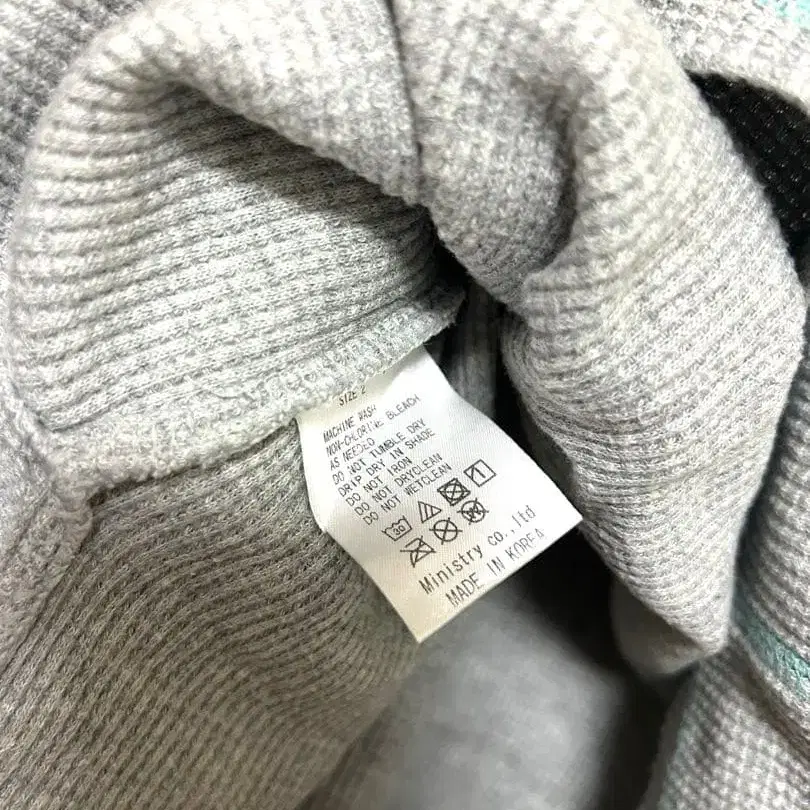 SIZE 2
MACHINE WASH
NON-CHLORINE BLEACH
AS NEEDED
DO NOT TUMBLE DRY
DRIP DRY IN SHADE
DO NOT IRON
DO NOT DRYCLEAN
DO NOT WETCLEAN
30
Ministry co.,ltd
MADE IN KOREA